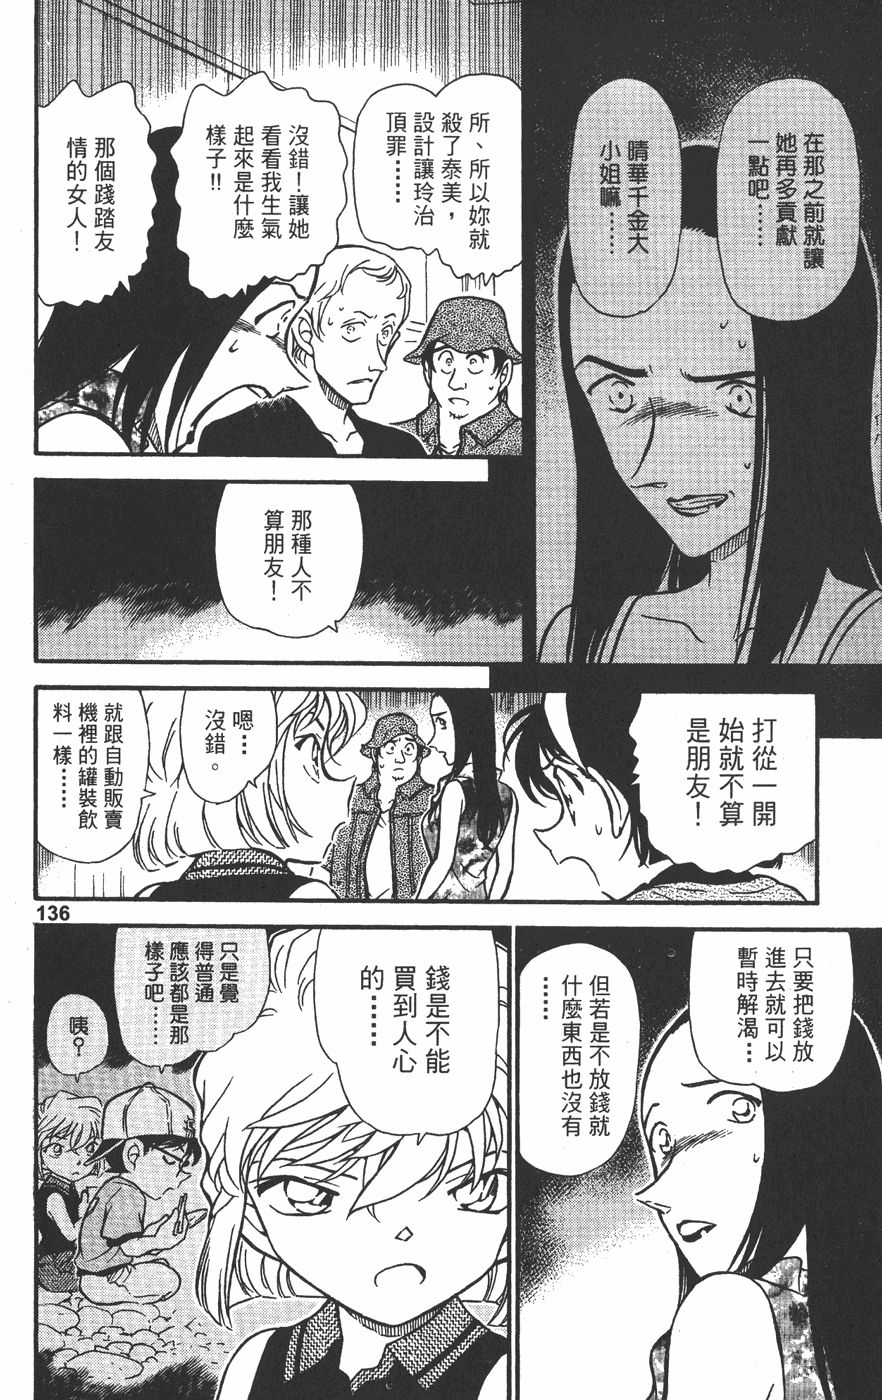 在那之前就讓
她再多貢獻
一點吧……
晴華千金大
小姐嘛…
所、所以妳就
殺了泰美，
設計讓玲治
頂罪……
沒錯！讓她
看看我生氣
起來是什麼
樣子!!
那個踐踏友
情的女人！
那種人不
算朋友！
打從一開
始就不算
是朋友！
嗯…
沒錯。
就跟自動販賣
機裡的罐裝飲
料一樣……
136
只要把錢放
進去就可以
暫時解渴…
但若是不放錢就
什麼東西也沒有
……
錢是不能
買到人心
的……
只是覺
得普通
應該都是那
樣子吧……
咦？